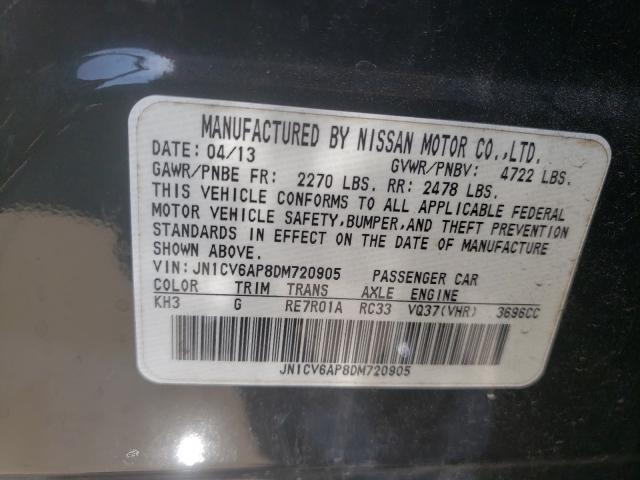 MANUFACTURED BY NISSAN MOTOR CO.,LTD.
DATE: 04/13 GVWR/PNBV: 4722 LBS.
GAWR/PNBE FR: 2270 LBS. RR: 2478 LBS.
THIS VEHICLE CONFORMS TO ALL APPLICABLE FEDERAL
MOTOR VEHICLE SAFETY,BUMPER,AND THEFT PREVENTION
STANDARDS IN EFFECT ON THE DATE OF MANUFACTURE
SHOWN ABOVE.
VIN: JN1CV6AP8DM720905 PASSENGER CAR
COLOR TRIM TRANS AXLE ENGINE
KH3 G RE7R01A RC33 VQ37(VHR) 3696CC
JN1CV6AP8DM720905